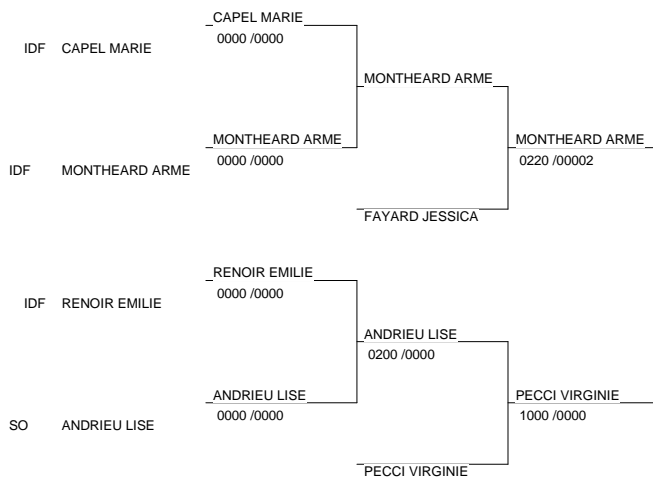 CAPEL MARIE
0000 /0000
IDF CAPEL MARIE
MONTHEARD ARME
MONTHEARD ARME
0000 /0000
MONTHEARD ARME
0220 /00002
IDF MONTHEARD ARME
FAYARD JESSICA
RENOIR EMILIE
0000 /0000
IDF RENOIR EMILIE
ANDRIEU LISE
0200 /0000
ANDRIEU LISE
0000 /0000
PECCI VIRGINIE
1000 /0000
SO ANDRIEU LISE
PECCI VIRGINIE